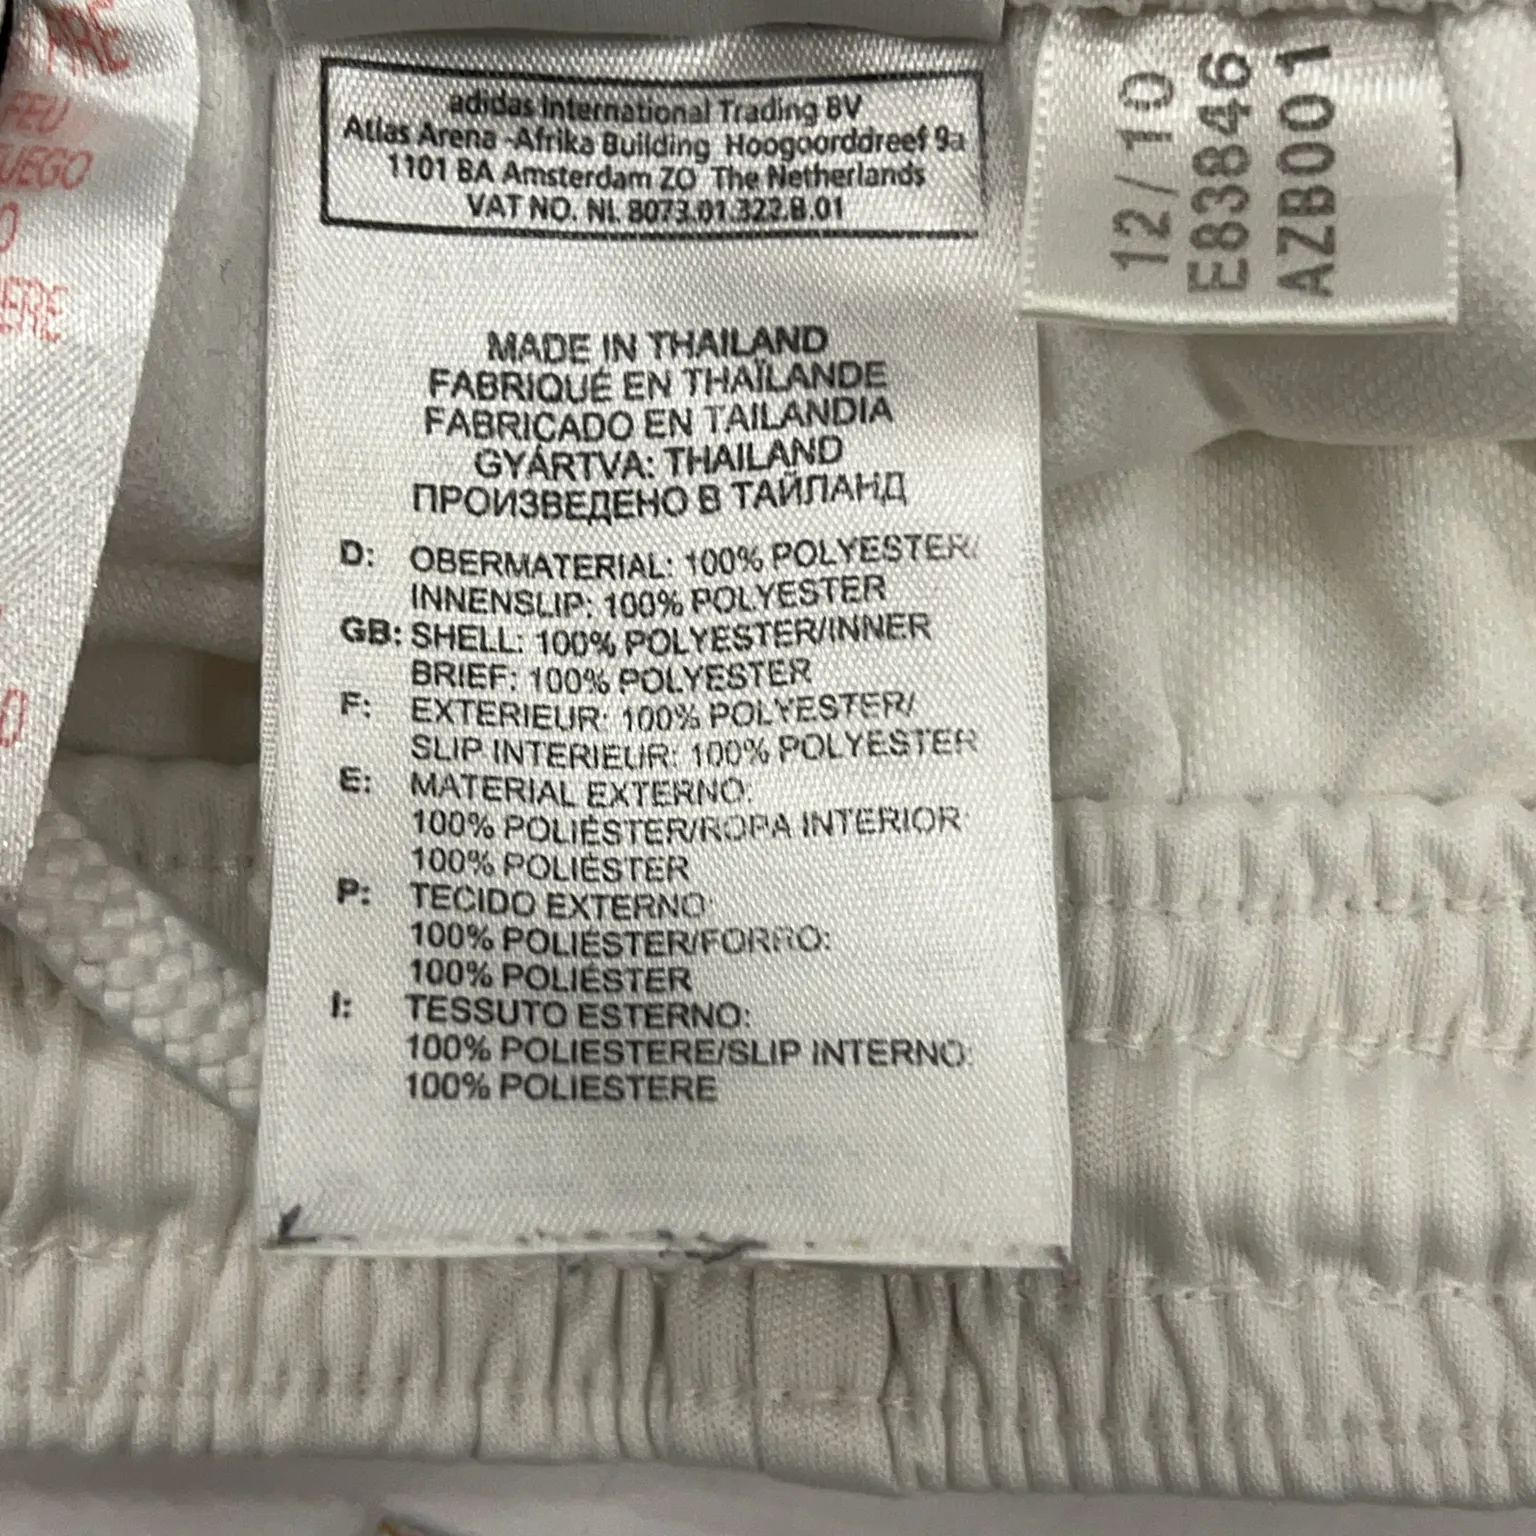 FEU
adidas International Trading BV
Atlas Arena -Afrika Building Hoogoorddreef 9a
1101 BA Amsterdam ZO The Netherlands
VAT NO. NL 8073.01.322.B.01
MADE IN THAILAND
FABRIQUÉ EN THAÏLANDE
FABRICADO EN TAILANDIA
GYÁRTVA: THAILAND
ПРОИЗВЕДЕНО В ТАЙЛАНД
D: OBERMATERIAL: 100% POLYESTER/
INNENSLIP: 100% POLYESTER
GB: SHELL: 100% POLYESTER/INNER
BRIEF: 100% POLYESTER
F: EXTERIEUR: 100% POLYESTER/
SLIP INTERIEUR: 100% POLYESTER
E: MATERIAL EXTERNO:
100% POLIÉSTER/ROPA INTERIOR:
100% POLIÉSTER
P: TECIDO EXTERNO:
100% POLIÉSTER/FORRO:
100% POLIÉSTER
I: TESSUTO ESTERNO:
100% POLIESTERE/SLIP INTERNO:
100% POLIESTERE
12/10
E83846
AZB001